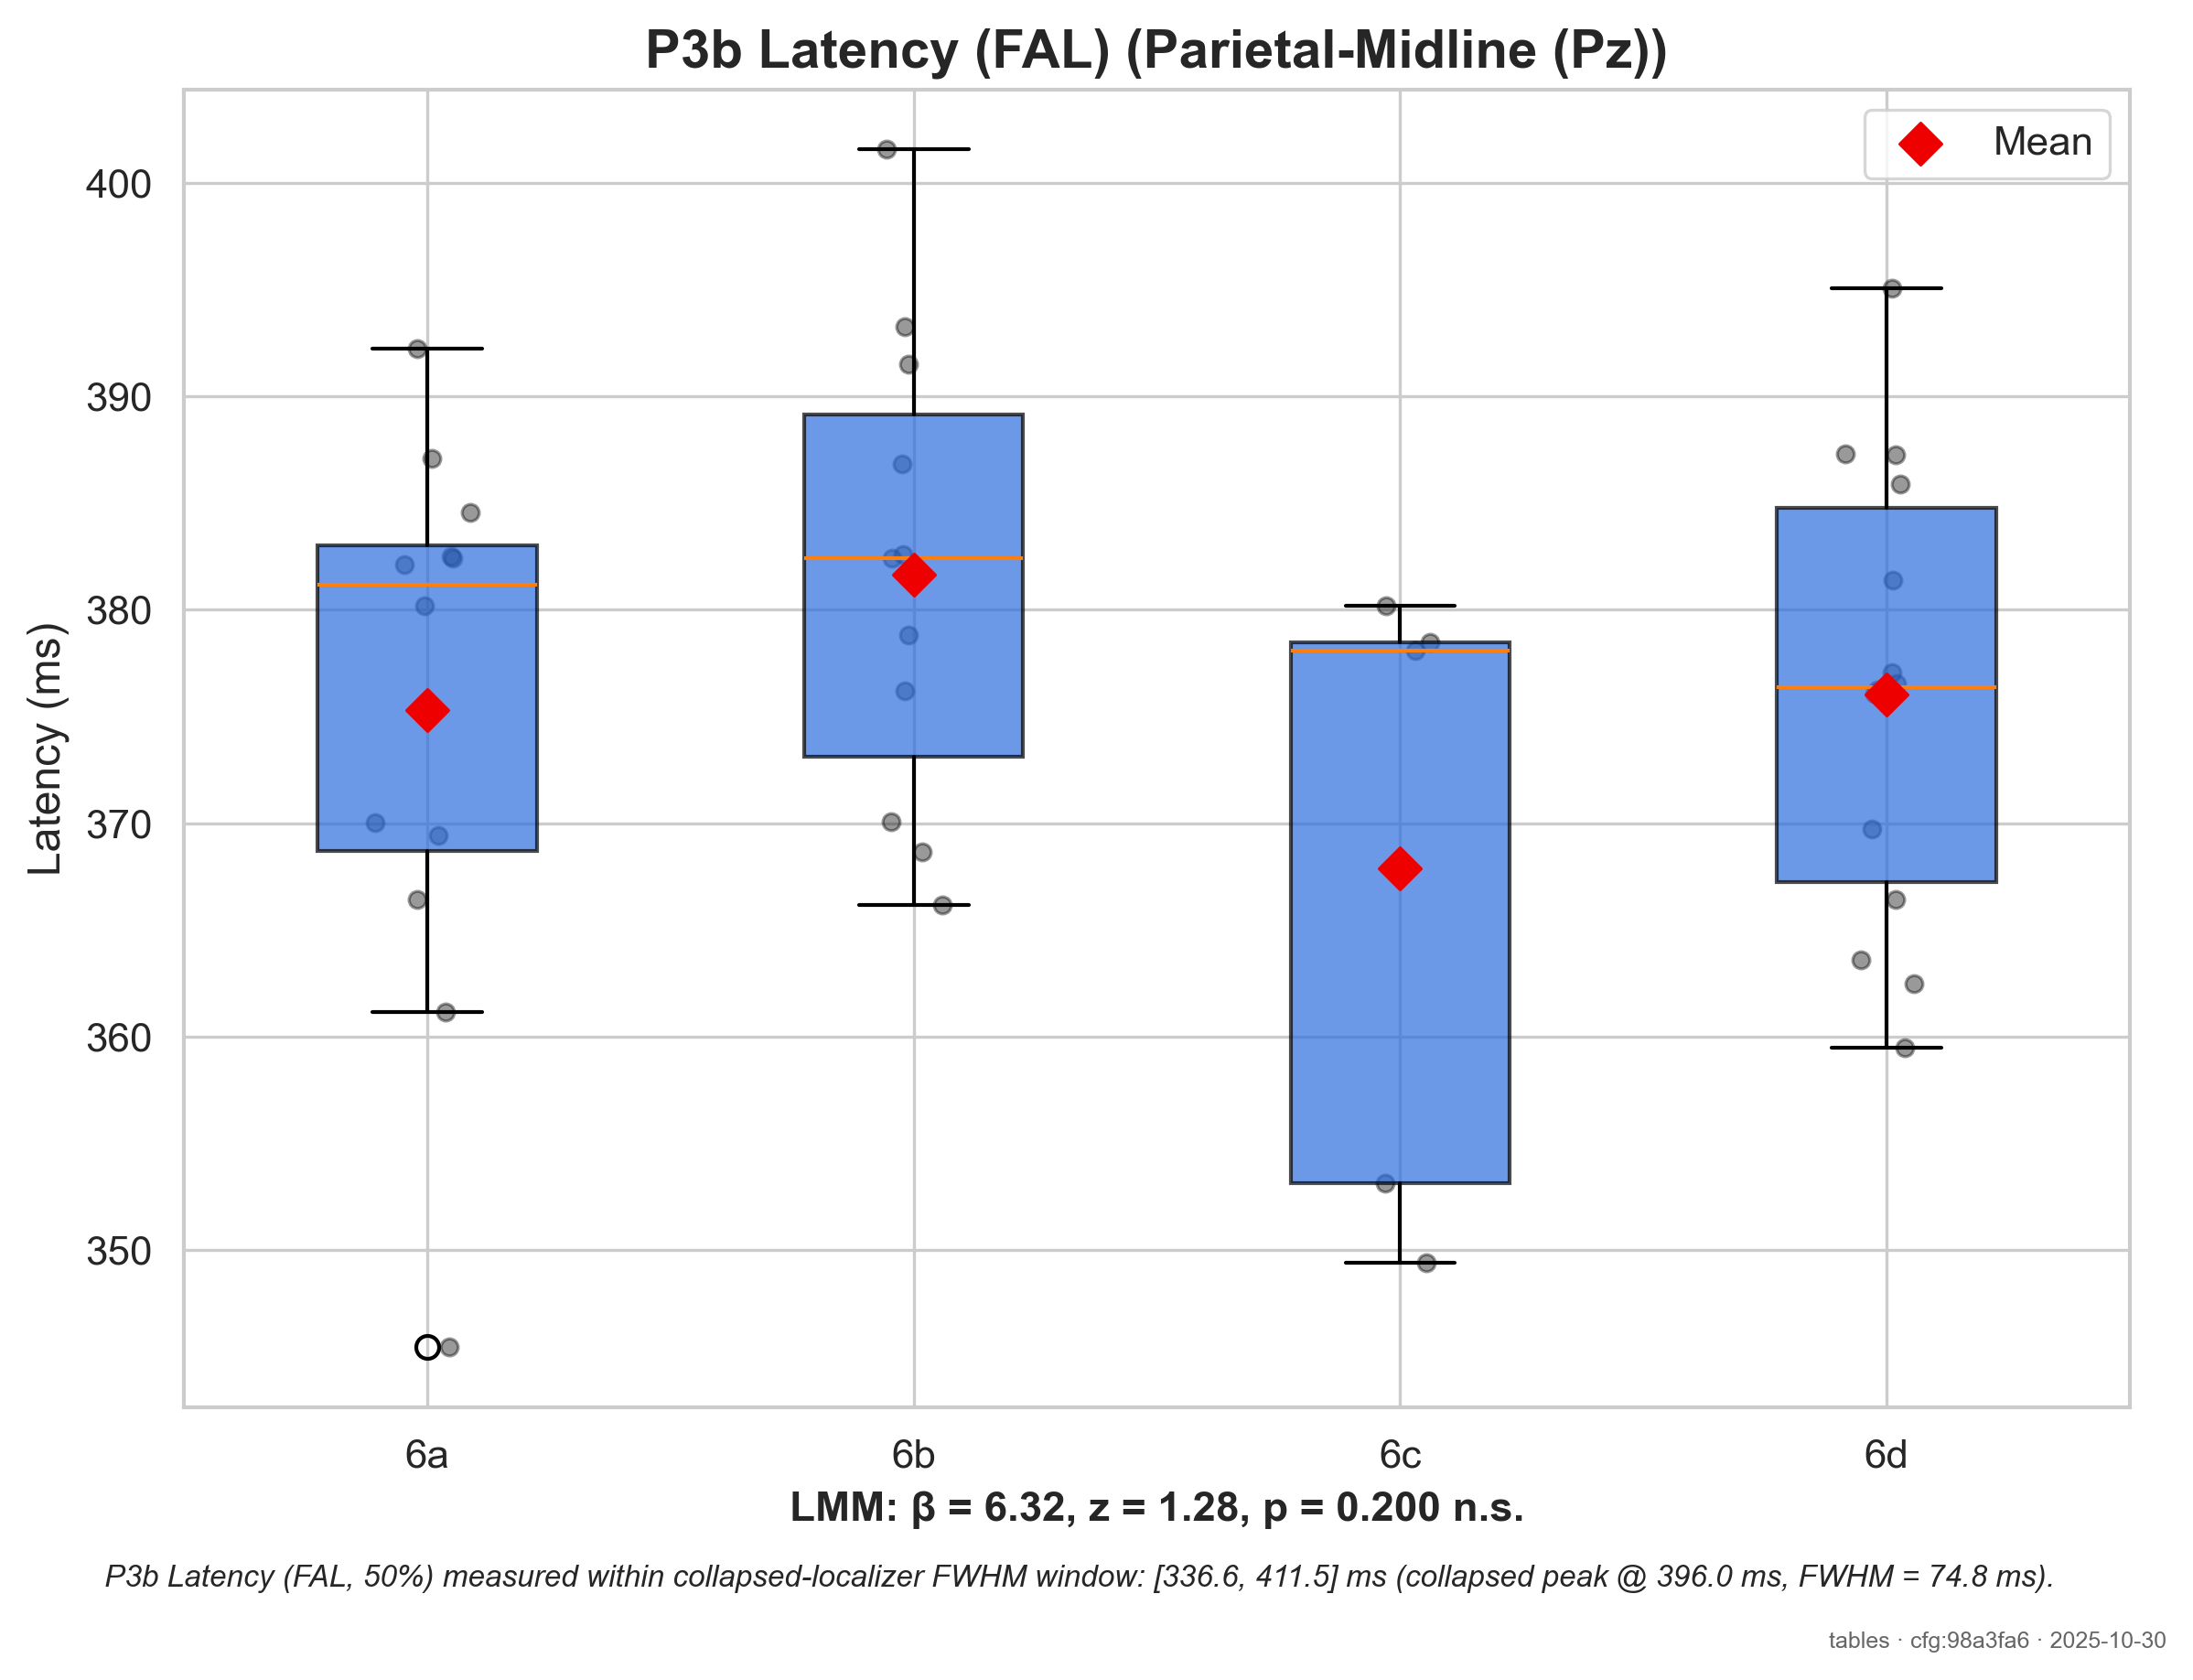 P3b Latency (FAL) (Parietal-Midline (Pz))
Mean
Latency (ms)
400
390
380
370
360
350
6a
6b
6c
6d
LMM: β = 6.32, z = 1.28, p = 0.200 n.s.
P3b Latency (FAL, 50%) measured within collapsed-localizer FWHM window: [336.6, 411.5] ms (collapsed peak @ 396.0 ms, FWHM = 74.8 ms).
tables · cfg:98a3fa6 · 2025-10-30